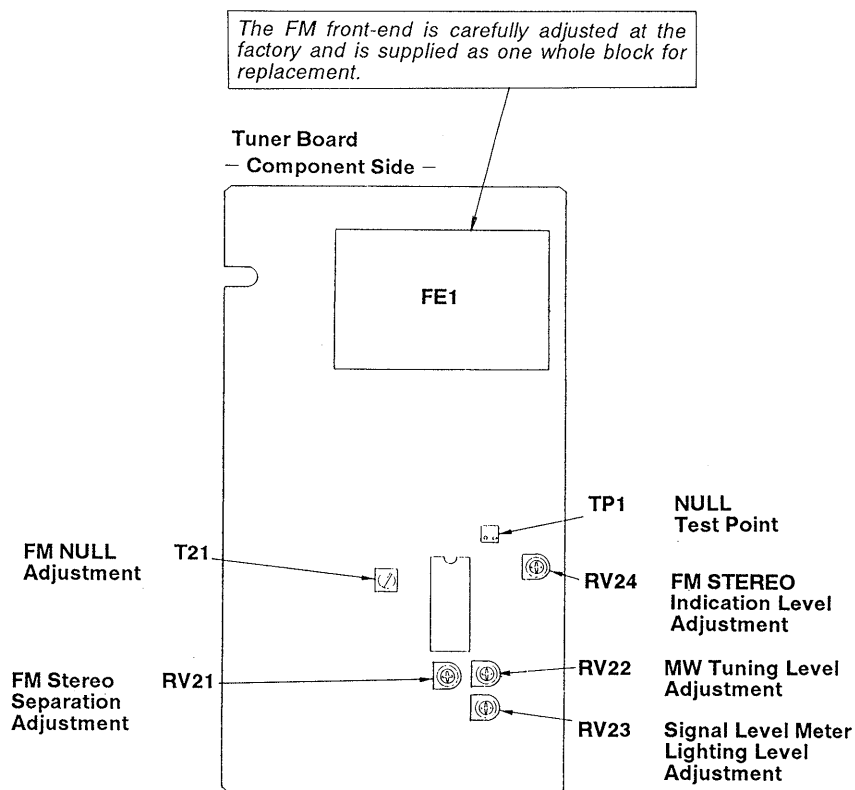 The FM front-end is carefully adjusted at the
factory and is supplied as one whole block for
replacement.
Tuner Board
– Component Side –
FE1
TP1
NULL
Test Point
FM NULL
Adjustment
T21
RV24
FM STEREO
Indication Level
Adjustment
FM Stereo
Separation
Adjustment
RV21
RV22
MW Tuning Level
Adjustment
RV23
Signal Level Meter
Lighting Level
Adjustment